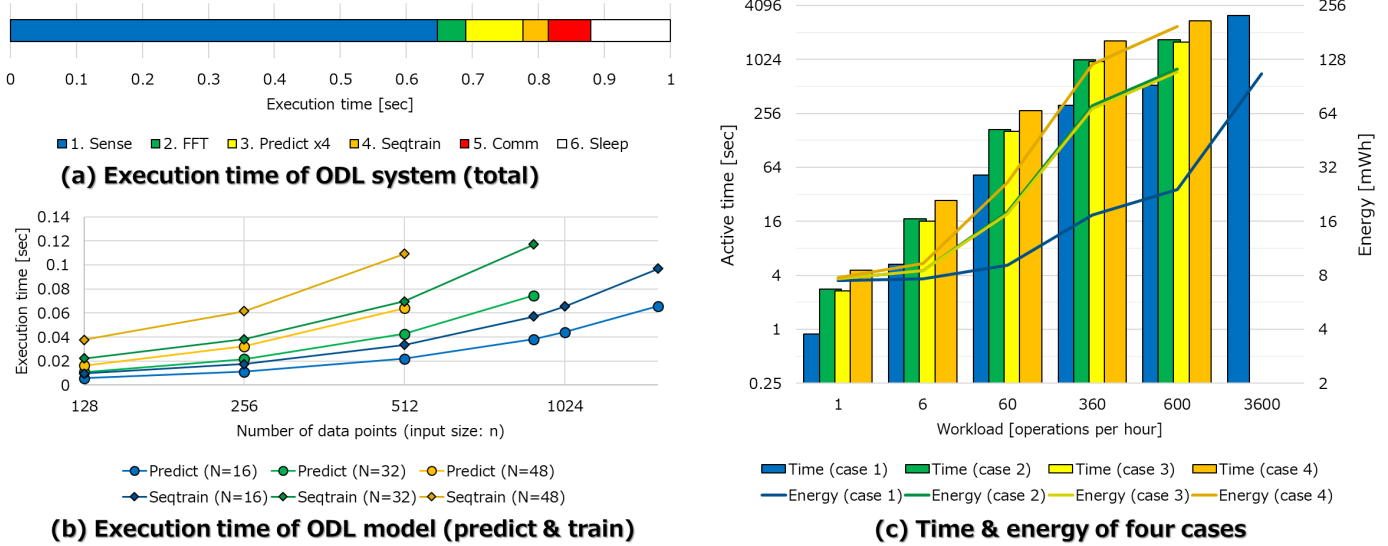 0 0.1 0.2 0.3 0.4 0.5 0.6 0.7 0.8 0.9 1
Execution time [sec]
1. Sense 2. FFT 3. Predict x4 4. Seqtrain 5. Comm 6. Sleep
(a) Execution time of ODL system (total)
0.14
0.12
0.1
0.08
0.06
0.04
0.02
0
Execution time [sec]
128 256 512 1024
Number of data points (input size: n)
Predict (N=16) Predict (N=32) Predict (N=48)
Seqtrain (N=16) Seqtrain (N=32) Seqtrain (N=48)
(b) Execution time of ODL model (predict & train)
4096
1024
256
64
16
4
1
0.25
Active time [sec]
256
128
64
32
16
8
4
2
Energy [mWh]
1 6 60 360 600 3600
Workload [operations per hour]
Time (case 1) Time (case 2) Time (case 3) Time (case 4)
Energy (case 1) Energy (case 2) Energy (case 3) Energy (case 4)
(c) Time & energy of four cases